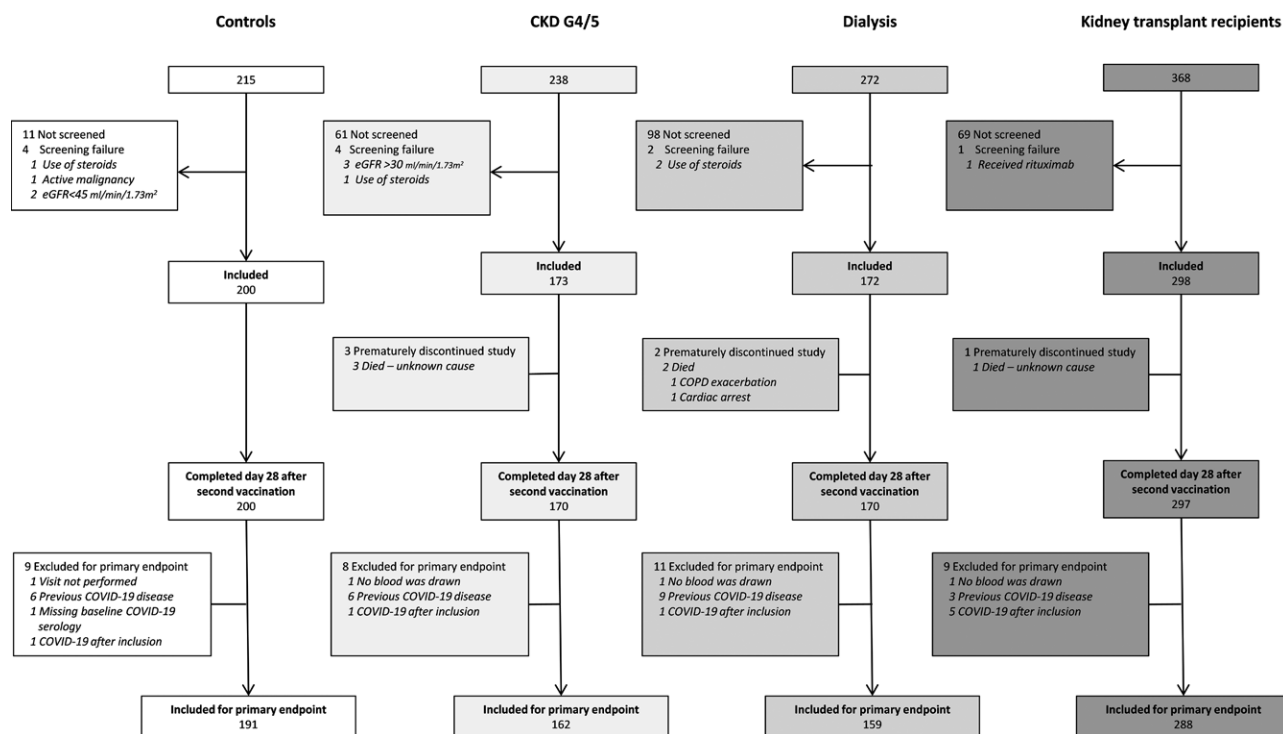 Controls
CKD G4/5
Dialysis
Kidney transplant recipients
215
238
272
368
11 Not screened
4 Screening failure
1 Use of steroids
1 Active malignancy
2 eGFR<45 ml/min/1.73m²
61 Not screened
4 Screening failure
3 eGFR >30 ml/min/1.73m²
1 Use of steroids
98 Not screened
2 Screening failure
2 Use of steroids
69 Not screened
1 Screening failure
1 Received rituximab
Included
200
Included
173
Included
172
Included
298
3 Prematurely discontinued study
3 Died – unknown cause
2 Prematurely discontinued study
2 Died
1 COPD exacerbation
1 Cardiac arrest
1 Prematurely discontinued study
1 Died – unknown cause
Completed day 28 after
second vaccination
200
Completed day 28 after
second vaccination
170
Completed day 28 after
second vaccination
170
Completed day 28 after
second vaccination
297
9 Excluded for primary endpoint
1 Visit not performed
6 Previous COVID-19 disease
1 Missing baseline COVID-19
serology
1 COVID-19 after inclusion
8 Excluded for primary endpoint
1 No blood was drawn
6 Previous COVID-19 disease
1 COVID-19 after inclusion
11 Excluded for primary endpoint
1 No blood was drawn
9 Previous COVID-19 disease
1 COVID-19 after inclusion
9 Excluded for primary endpoint
1 No blood was drawn
3 Previous COVID-19 disease
5 COVID-19 after inclusion
Included for primary endpoint
191
Included for primary endpoint
162
Included for primary endpoint
159
Included for primary endpoint
288